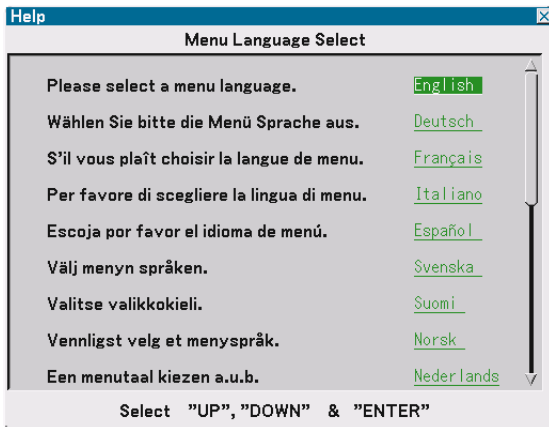 Help
Menu Language Select
Please select a menu language. English
Wählen Sie bitte die Menü Sprache aus. Deutsch
S'il vous plaît choisir la langue de menu. Français
Per favore di scegliere la lingua di menu. Italiano
Escoja por favor el idioma de menú. Español
Välj menyn språken. Svenska
Valitse valikkokieli. Suomi
Vennligst velg et menyspråk. Norsk
Een menutaal kiezen a.u.b. Nederlands
Select "UP", "DOWN" & "ENTER"